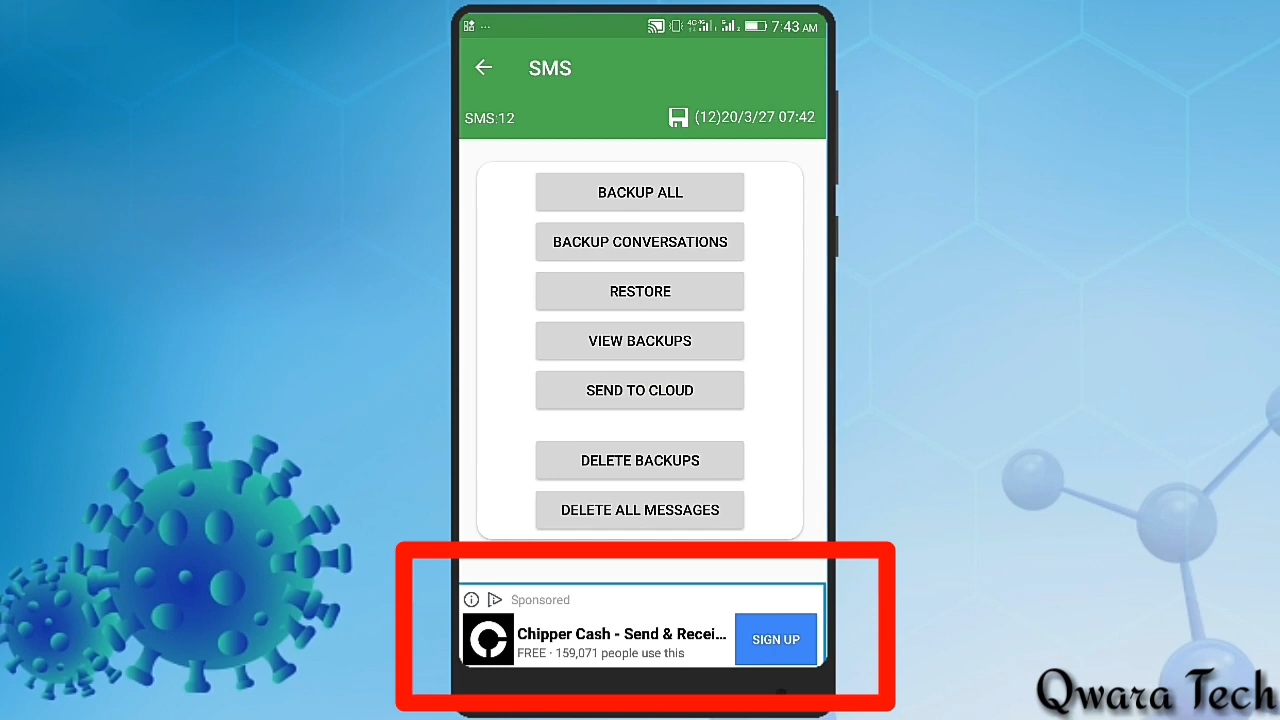 7:43 AM
SMS
SMS:12
(12)20/3/27 07:42
BACKUP ALL
BACKUP CONVERSATIONS
RESTORE
VIEW BACKUPS
SEND TO CLOUD
DELETE BACKUPS
DELETE ALL MESSAGES
Sponsored
Chipper Cash - Send & Recei...
FREE · 159,071 people use this
SIGN UP
Qwara Tech